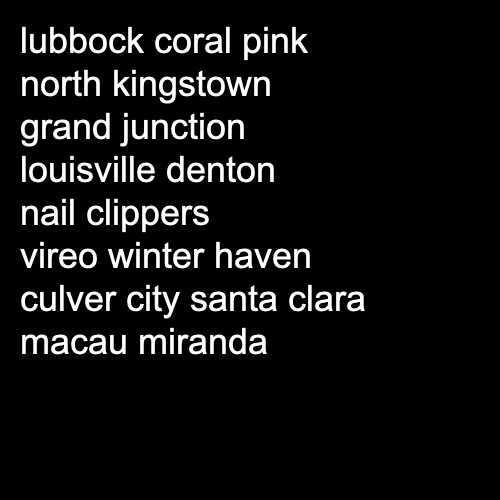 lubbock coral pink
north kingstown
grand junction
louisville denton
nail clippers
vireo winter haven
culver city santa clara
macau miranda